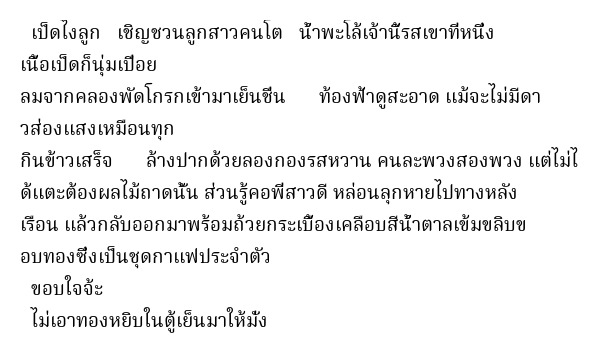 เป็ดไงลูก เชิญชวนลูกสาวคนโต น้ำพะโล้เจ้านี้รสเขาทีหนึ่ง
เนื้อเป็ดก็นุ่มเปื่อย
ลมจากคลองพัดโกรกเข้ามาเย็นชื่น ท้องฟ้าดูสะอาด แม้จะไม่มีดา
วส่องแสงเหมือนทุก
กินข้าวเสร็จ ล้างปากด้วยลองกองรสหวาน คนละพวงสองพวง แต่ไม่ไ
ด้แตะต้องผลไม้ถาดนั้น ส่วนรู้คอพี่สาวดี หล่อนลุกหายไปทางหลัง
เรือน แล้วกลับออกมาพร้อมถ้วยกระเบื้องเคลือบสีน้ำตาลเข้มขลิบข
อบทองซึ่งเป็นชุดกาแฟประจำตัว
ขอบใจจ้ะ
ไม่เอาทองหยิบในตู้เย็นมาให้มั่ง